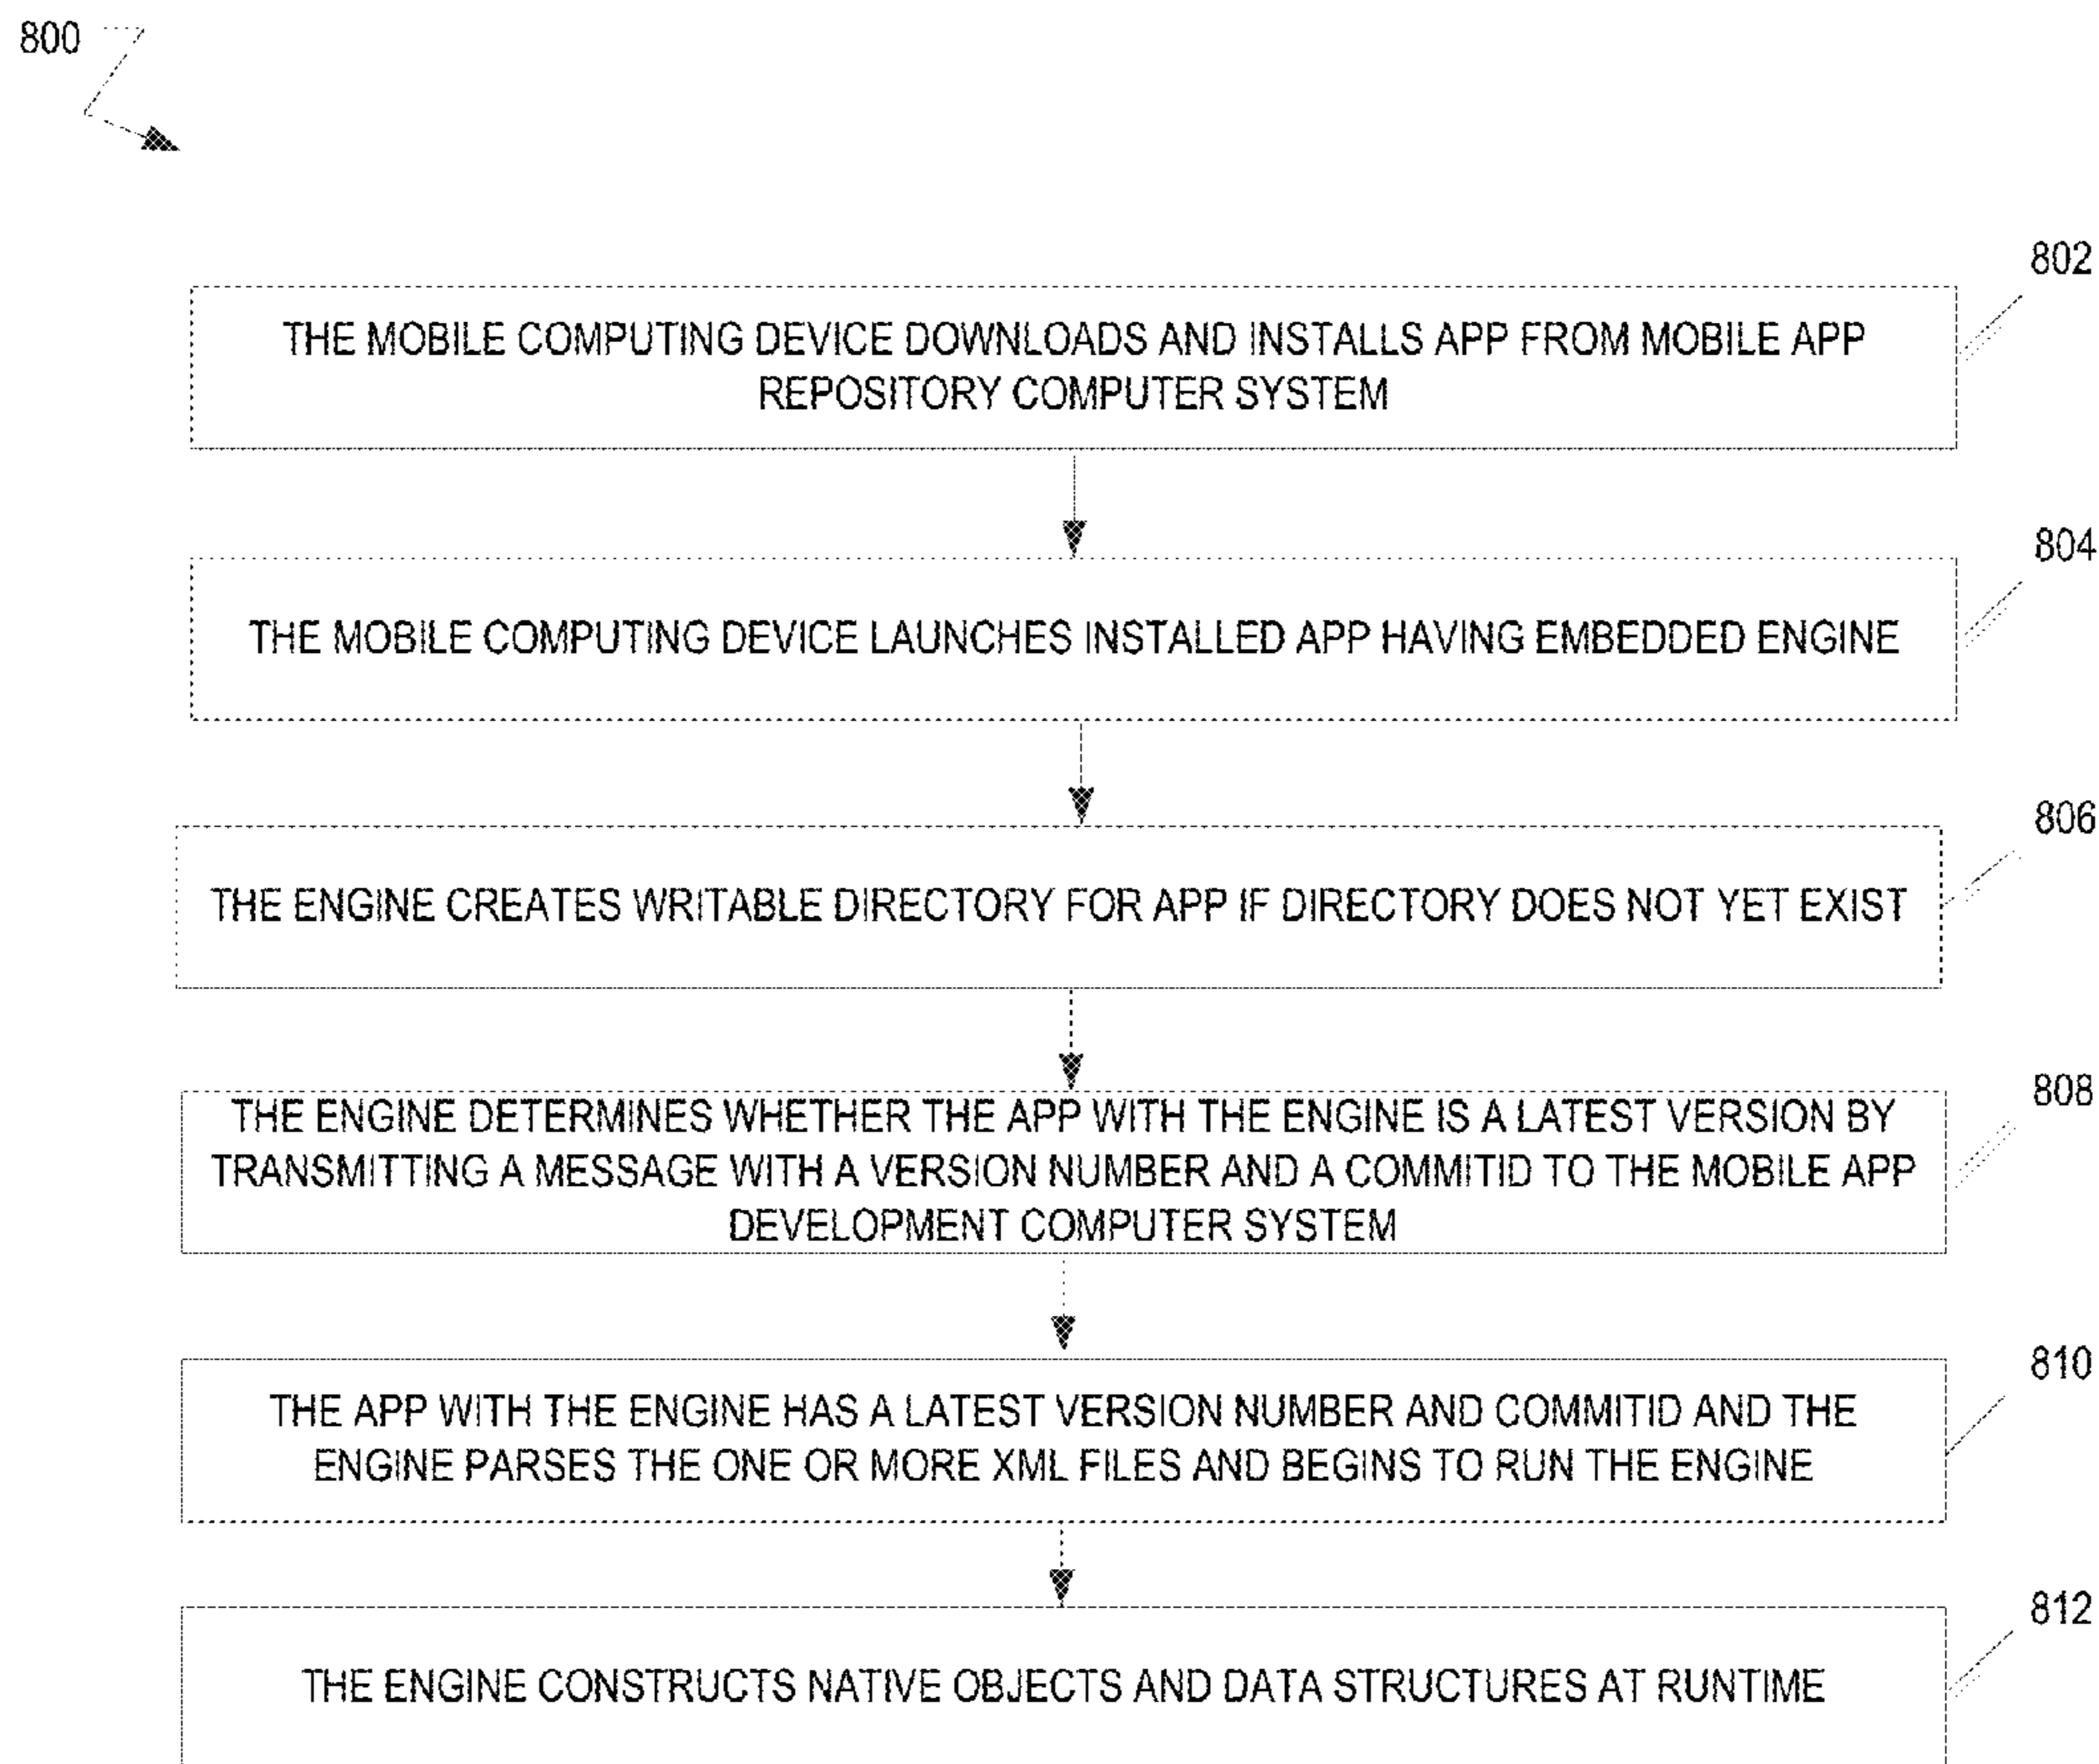 800
802
THE MOBILE COMPUTING DEVICE DOWNLOADS AND INSTALLS APP FROM MOBILE APP
REPOSITORY COMPUTER SYSTEM
804
THE MOBILE COMPUTING DEVICE LAUNCHES INSTALLED APP HAVING EMBEDDED ENGINE
806
THE ENGINE CREATES WRITABLE DIRECTORY FOR APP IF DIRECTORY DOES NOT YET EXIST
808
THE ENGINE DETERMINES WHETHER THE APP WITH THE ENGINE IS A LATEST VERSION BY
TRANSMITTING A MESSAGE WITH A VERSION NUMBER AND A COMMITID TO THE MOBILE APP
DEVELOPMENT COMPUTER SYSTEM
810
THE APP WITH THE ENGINE HAS A LATEST VERSION NUMBER AND COMMITID AND THE
ENGINE PARSES THE ONE OR MORE XML FILES AND BEGINS TO RUN THE ENGINE
812
THE ENGINE CONSTRUCTS NATIVE OBJECTS AND DATA STRUCTURES AT RUNTIME